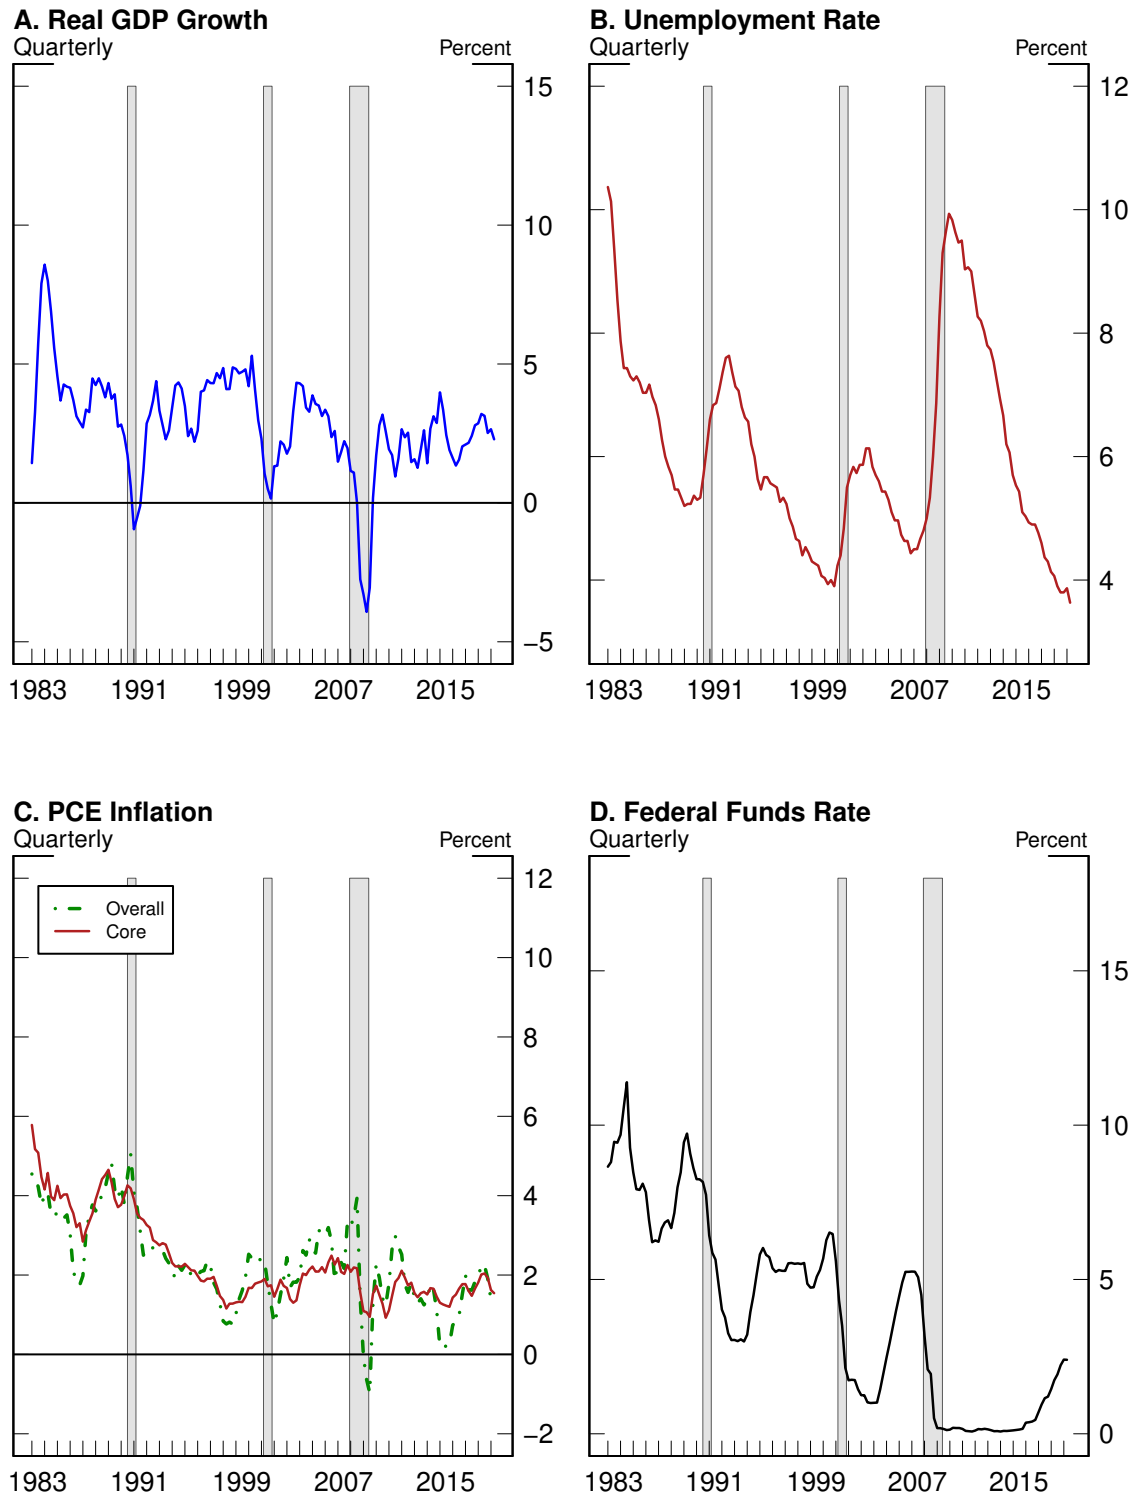 A. Real GDP Growth
Quarterly Percent
15
10
5
0
−5
1983 1991 1999 2007 2015
B. Unemployment Rate
Quarterly Percent
12
10
8
6
4
1983 1991 1999 2007 2015
C. PCE Inflation
Quarterly Percent
Overall
Core
12
10
8
6
4
2
0
−2
1983 1991 1999 2007 2015
D. Federal Funds Rate
Quarterly Percent
15
10
5
0
1983 1991 1999 2007 2015